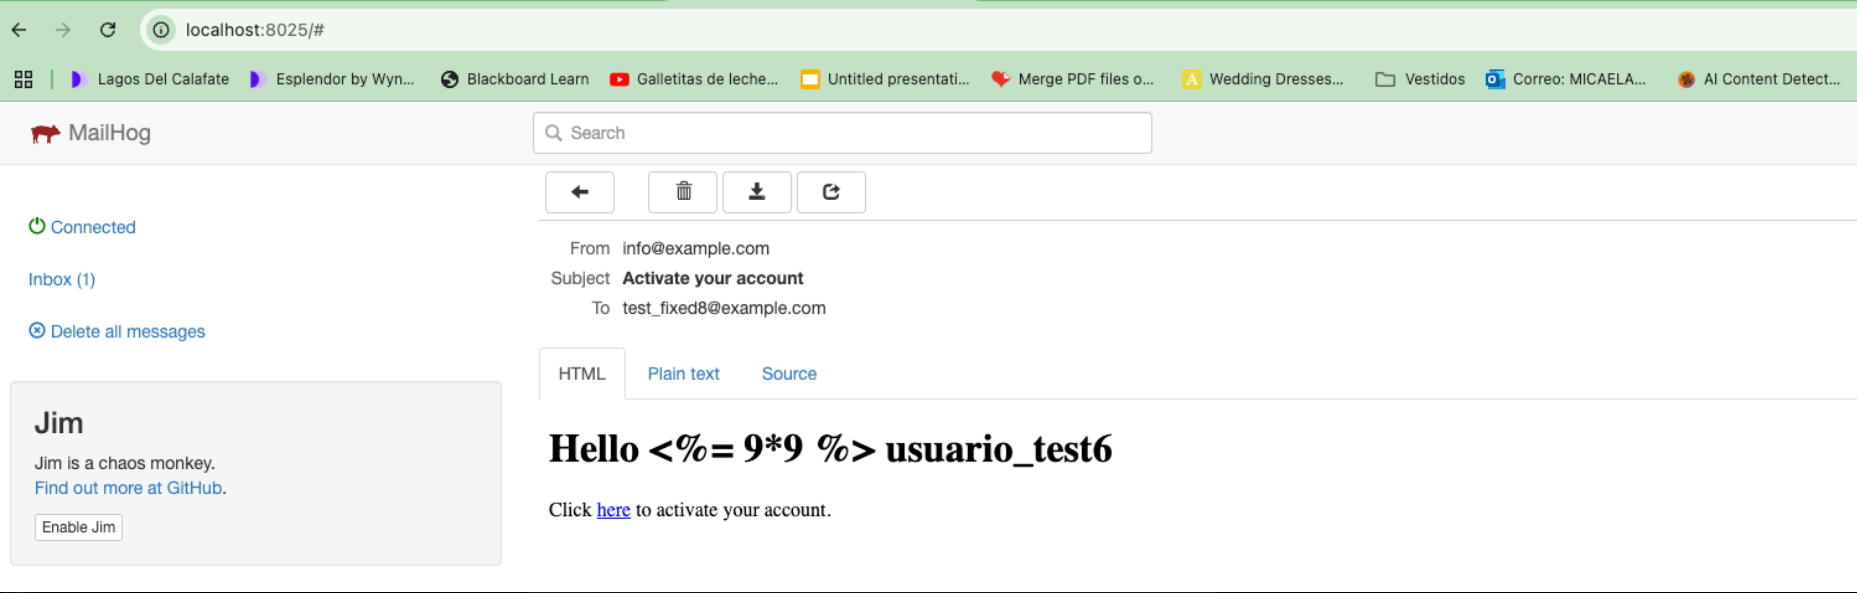 localhost:8025/#
Lagos Del Calafate Esplendor by Wyn... Blackboard Learn Galletitas de leche... Untitled presentati... Merge PDF files o... A Wedding Dresses... Vestidos Correo: MICAELA... AI Content Detect...
MailHog
Search
Connected
Inbox (1)
Delete all messages
Jim
Jim is a chaos monkey.
Find out more at GitHub.
Enable Jim
From info@example.com
Subject Activate your account
To test_fixed8@example.com
HTML Plain text Source
Hello <%= 9*9 %> usuario_test6
Click here to activate your account.